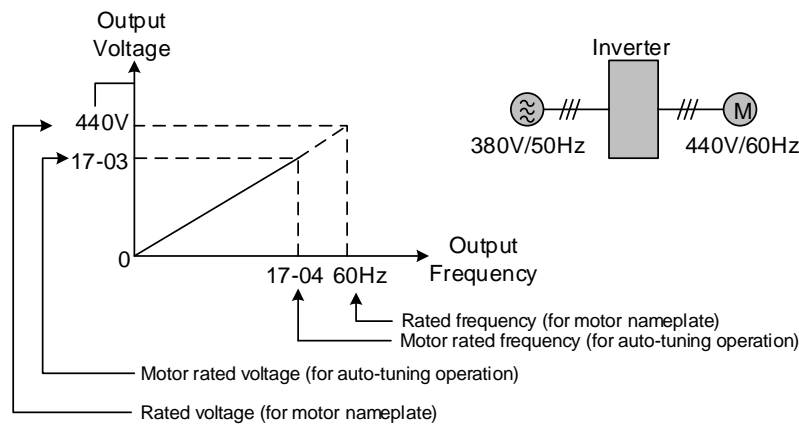 Output
Voltage
440V
17-03
0
17-04 60Hz
Output
Frequency
Rated frequency (for motor nameplate)
Motor rated frequency (for auto-tuning operation)
Motor rated voltage (for auto-tuning operation)
Rated voltage (for motor nameplate)
Inverter
M
380V/50Hz
440V/60Hz